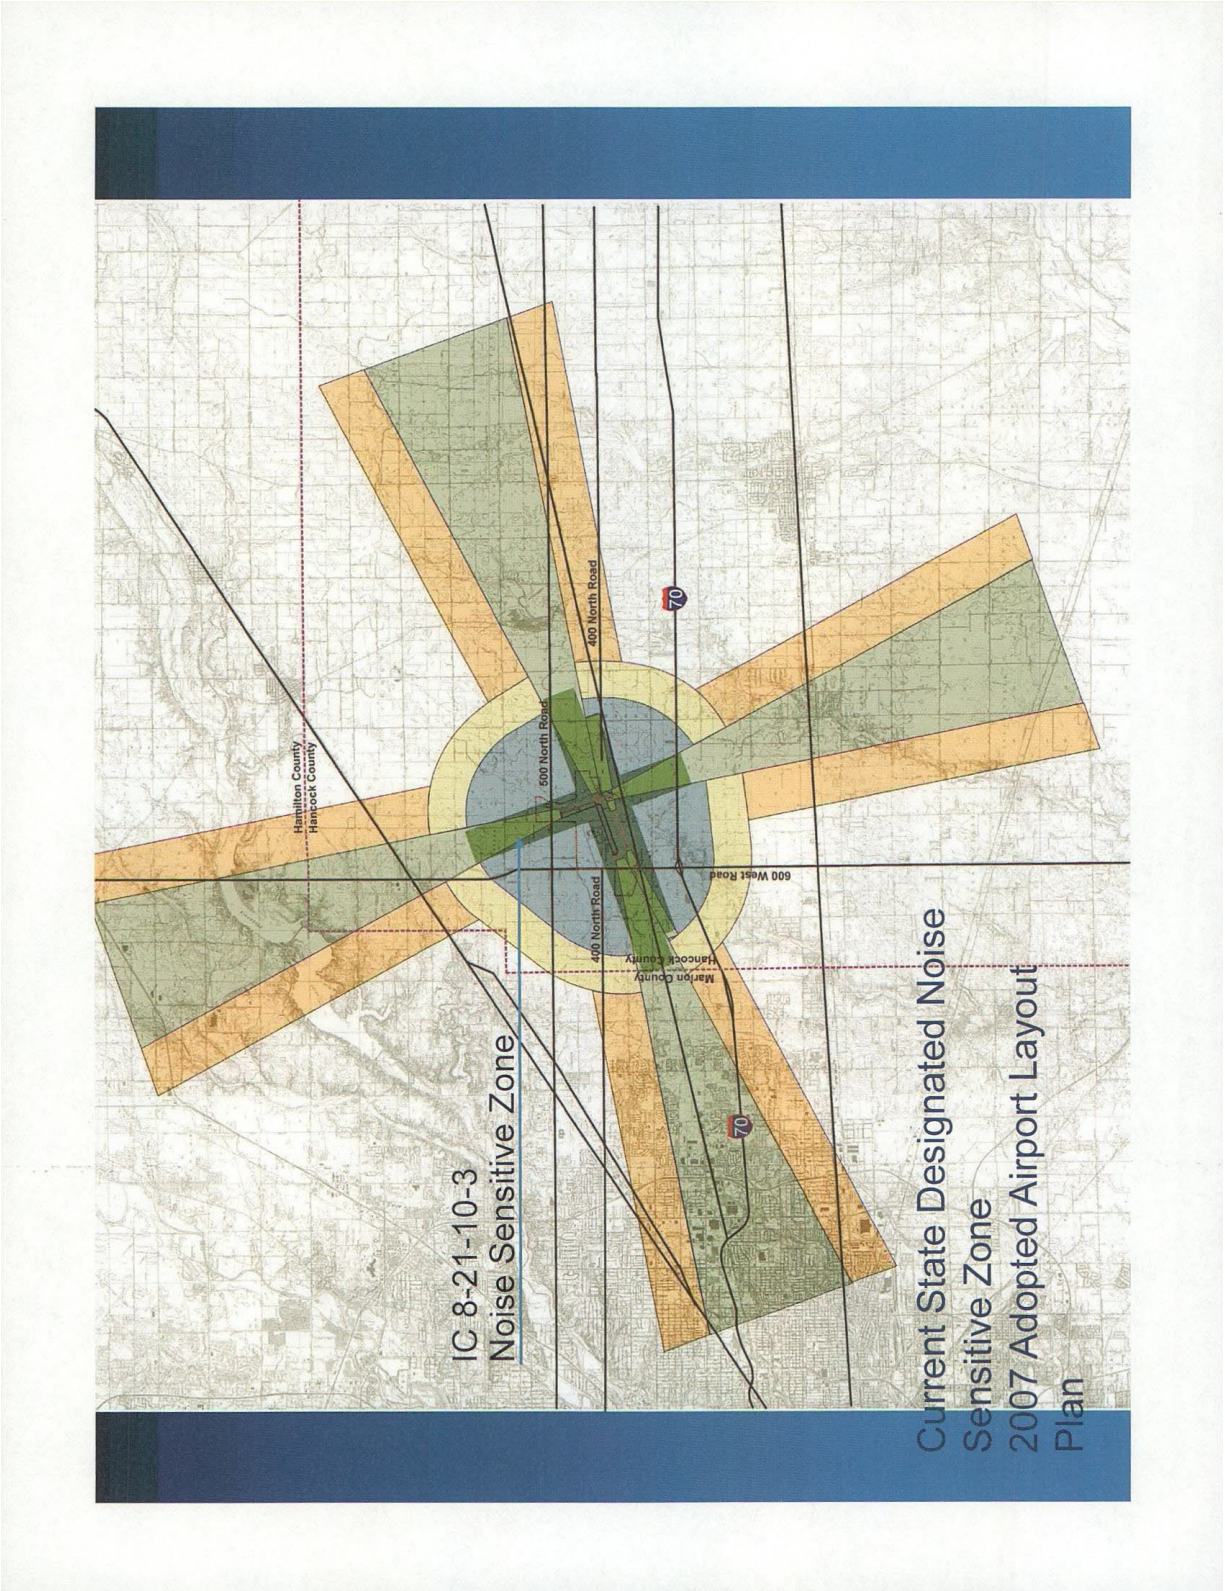 IC 8-21-10-3
Noise Sensitive Zone
Hamilton County
Hancock County
500 North Road
400 North Road
70
400 North Road
600 West Road
Hancock County
Marion County
70
Current State Designated Noise
Sensitive Zone
2007 Adopted Airport Layout
Plan